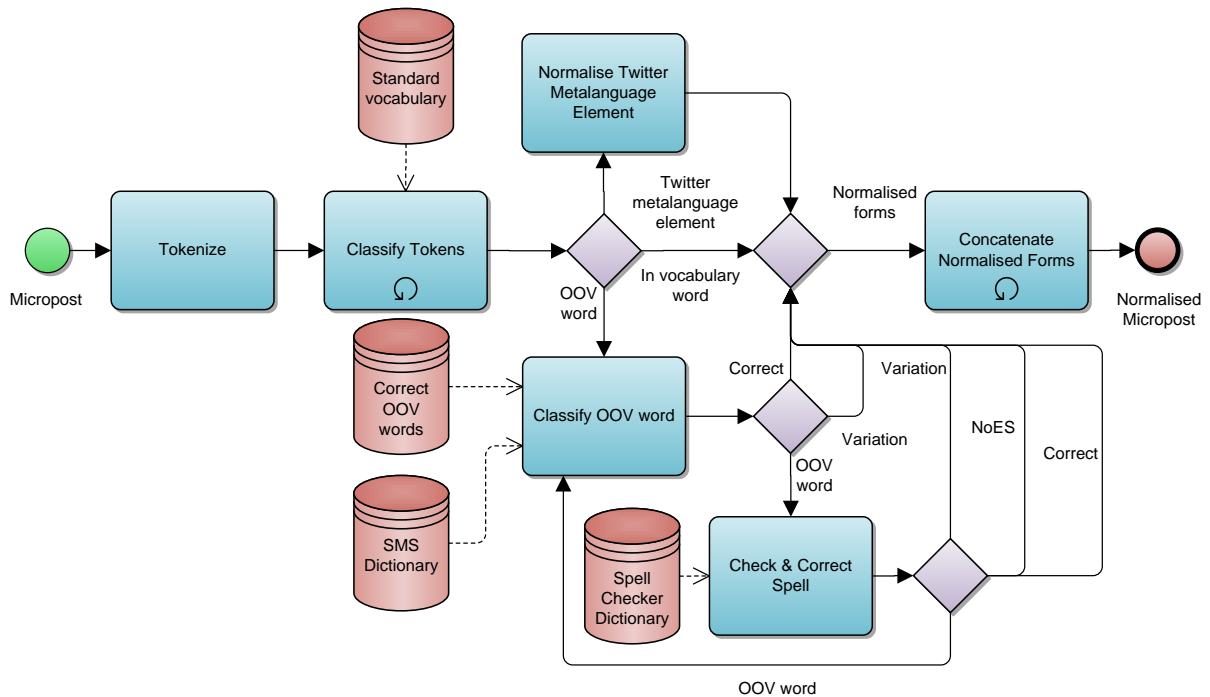 Standard
vocabulary
Normalise Twitter
Metalanguage
Element
Twitter
metalanguage
element
Normalised
forms
Micropost
Tokenize
Classify Tokens
In vocabulary
word
Concatenate
Normalised Forms
Normalised
Micropost
OOV
word
Correct
OOV
words
Classify OOV word
Correct
Variation
Variation
NoES
Correct
OOV
word
SMS
Dictionary
Spell
Checker
Dictionary
Check & Correct
Spell
OOV word